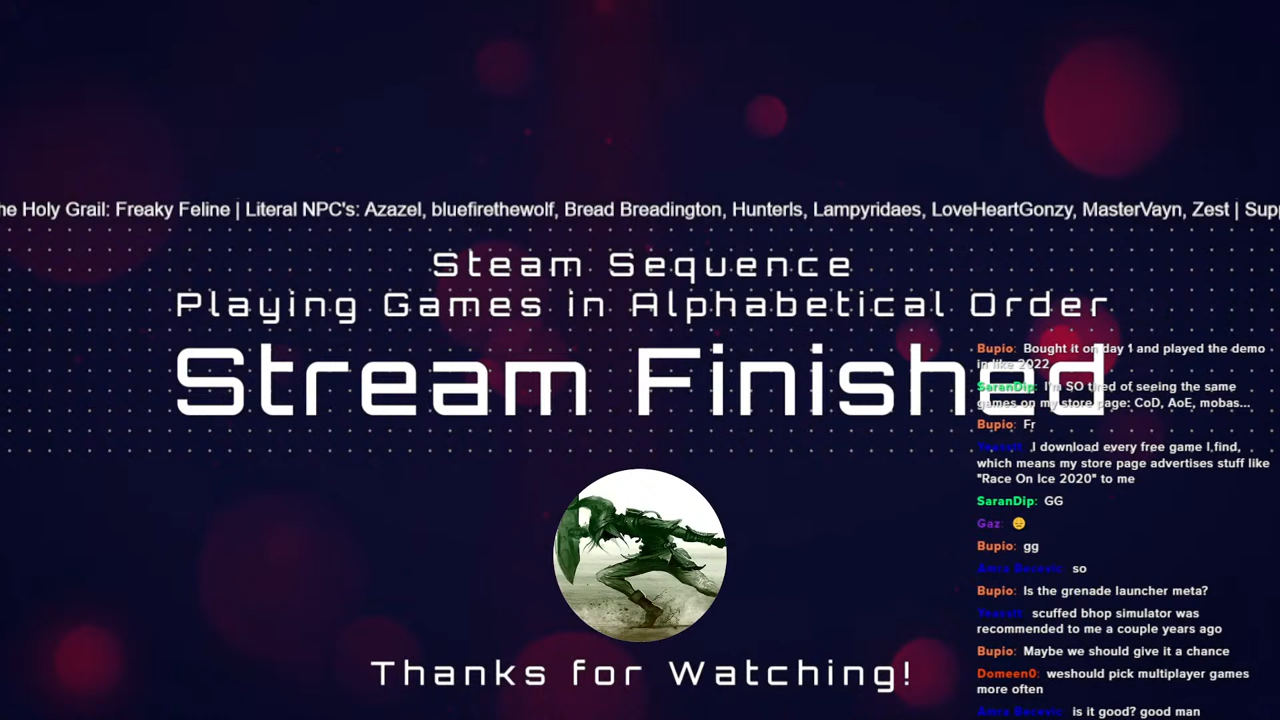 he Holy Grail: Freaky Feline | Literal NPC's: Azazel, bluefirethewolf, Bread Breadington, Hunterls, Lampyridaes, LoveHeartGonzy, MasterVayn, Zest | Supp
Steam Sequence
Playing Games in Alphabetical Order
Stream Finished
Thanks for Watching!
Bupio: Bought it on day 1 and played the demo
in like 2022
SaranDip: I'm SO tired of seeing the same
games on my store page: CoD, AoE, mobas...
Bupio: Fr
I download every free game I find,
which means my store page advertises stuff like
"Race On Ice 2020" to me
SaranDip: GG
Gaz: 😔
Bupio: gg
so
Bupio: Is the grenade launcher meta?
scuffed bhop simulator was
recommended to me a couple years ago
Bupio: Maybe we should give it a chance
Domeen0: weshould pick multiplayer games
more often
is it good? good man